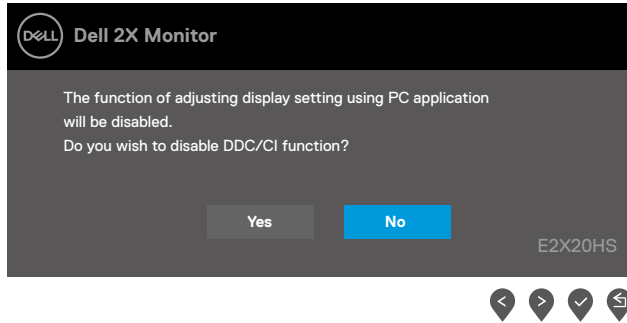 DELL Dell 2X Monitor
The function of adjusting display setting using PC application
will be disabled.
Do you wish to disable DDC/CI function?
Yes No
E2X20HS